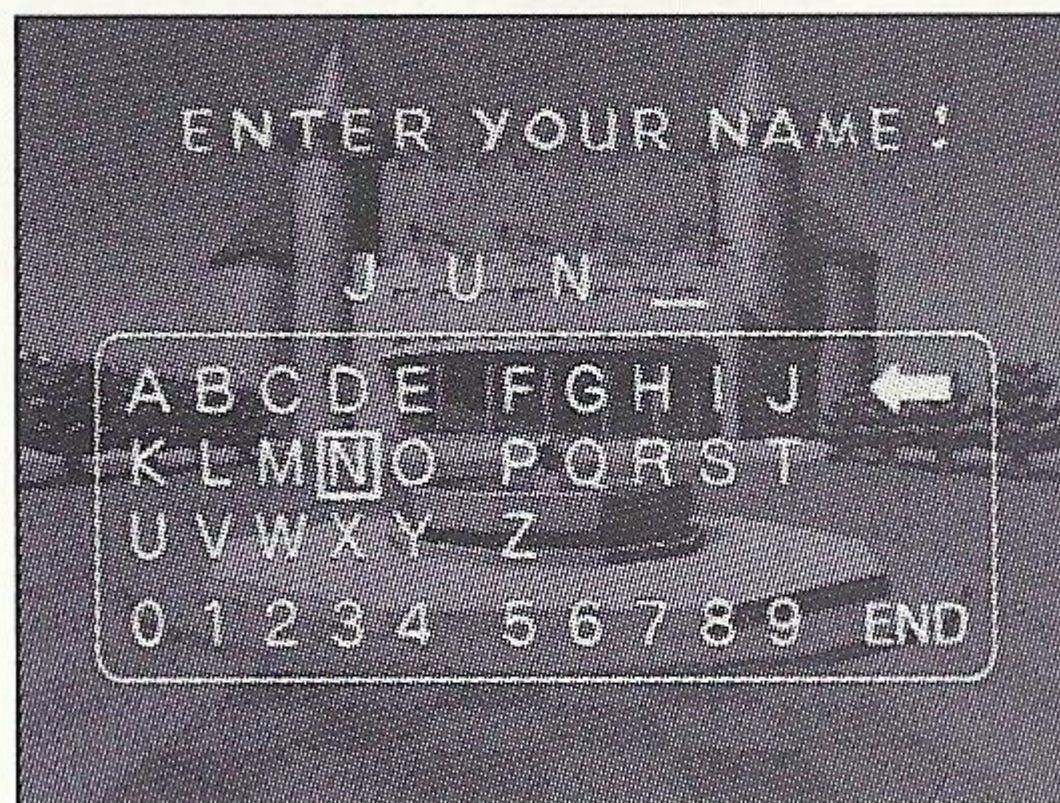 ENTER YOUR NAME!
J U N _
A B C D E F G H I J
K L M N O P Q R S T
U V W X Y Z
0 1 2 3 4 5 6 7 8 9 END